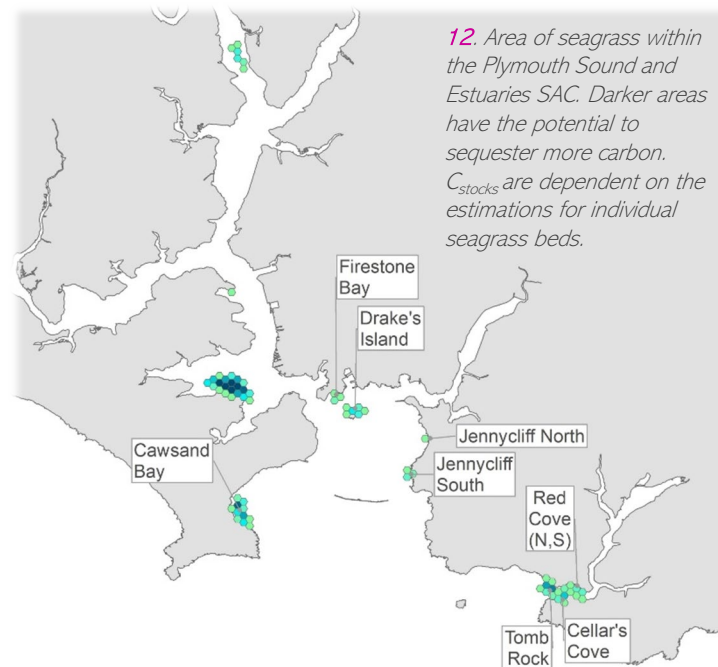 12. Area of seagrass within
the Plymouth Sound and
Estuaries SAC. Darker areas
have the potential to
sequester more carbon.
Cstocks are dependent on the
estimations for individual
seagrass beds.
Firestone
Bay
Drake's
Island
Jennycliff North
Cawsand
Bay
Jennycliff
South
Red
Cove
(N,S)
Tomb
Rock
Cellar's
Cove